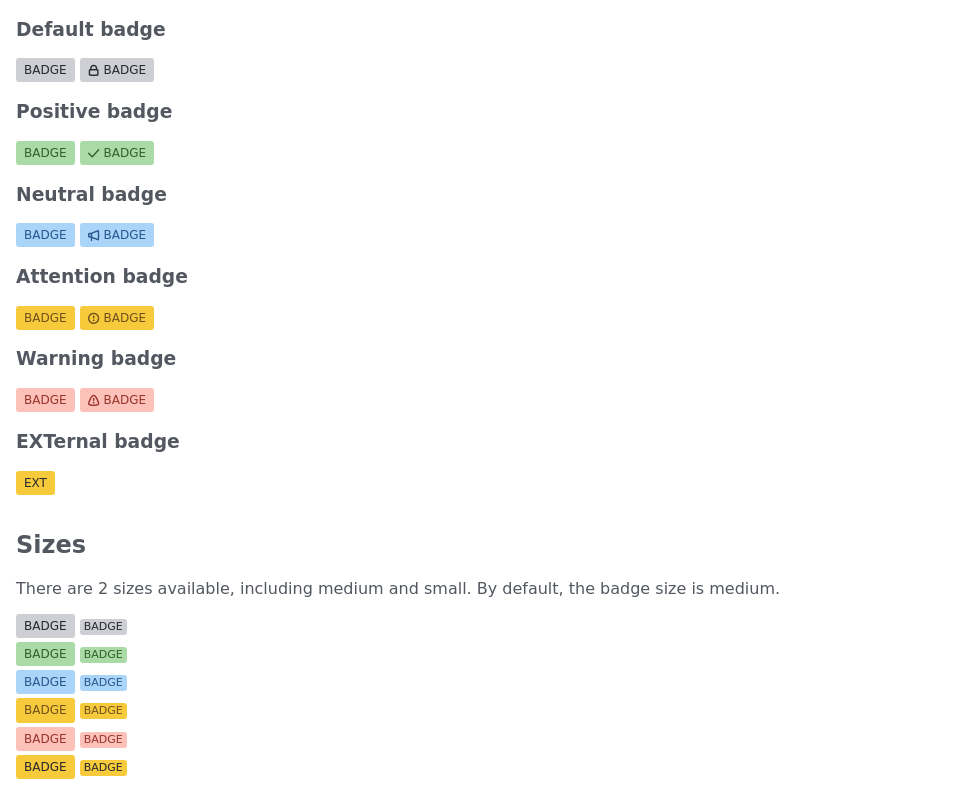 Default badge
BADGE BADGE
Positive badge
BADGE BADGE
Neutral badge
BADGE BADGE
Attention badge
BADGE BADGE
Warning badge
BADGE BADGE
EXTernal badge
EXT
Sizes
There are 2 sizes available, including medium and small. By default, the badge size is medium.
BADGE BADGE
BADGE BADGE
BADGE BADGE
BADGE BADGE
BADGE BADGE
BADGE BADGE